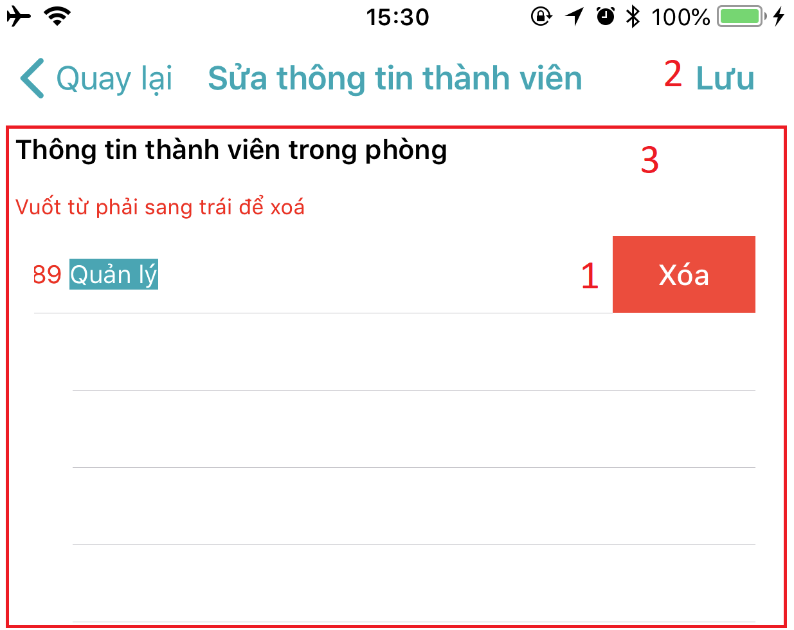 15:30 100%
Quay lại Sửa thông tin thành viên 2 Lưu
Thông tin thành viên trong phòng
3
Vuốt từ phải sang trái để xoá
89 Quản lý 1 Xóa